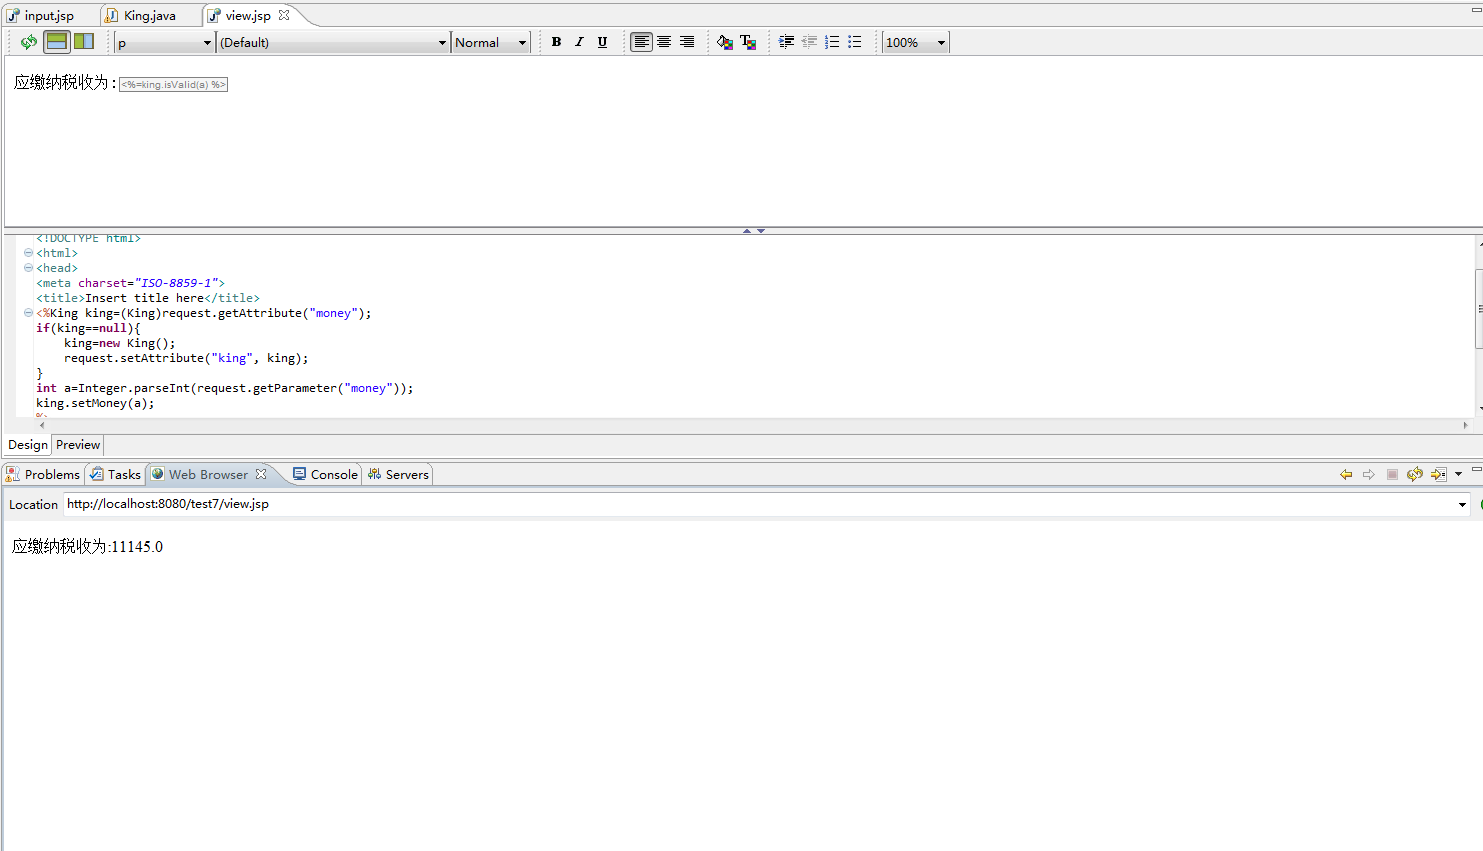 input.jsp King.java view.jsp
p (Default) Normal B I U 100%
应缴纳税收为:<%=king.isValid(a) %>
<!DOCTYPE html>
<html>
<head>
<meta charset="ISO-8859-1">
<title>Insert title here</title>
<%King king=(King)request.getAttribute("money");
if(king==null){
king=new King();
request.setAttribute("king", king);
}
int a=Integer.parseInt(request.getParameter("money"));
king.setMoney(a);
%>
Design Preview
Problems Tasks Web Browser Console Servers
Location http://localhost:8080/test7/view.jsp
应缴纳税收为:11145.0